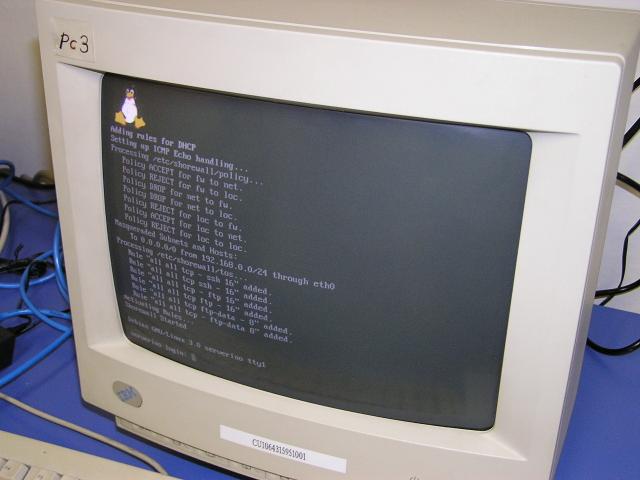 Pc3
Adding rules for DHCP
Setting up ICMP Echo handling...
Processing /etc/shorewall/policy...
Policy ACCEPT for fw to net.
Policy REJECT for fw to loc.
Policy DROP for net to fw.
Policy DROP for net to loc.
Policy REJECT for loc to fw.
Policy ACCEPT for loc to net.
Policy REJECT for loc to loc.
Masqueraded Subnets and Hosts:
To 0.0.0.0/0 from 192.168.0.0/24 through eth0
Processing /etc/shorewall/tos...
Rule "all all tcp - ssh 16" added.
Rule "all all tcp ssh - 16" added.
Rule "all all tcp - ftp 16" added.
Rule "all all tcp ftp - 16" added.
Rule "all all tcp ftp-data - 8" added.
Rule "all all tcp - ftp-data 8" added.
Activating Rules...
Shorewall Started
Debian GNU/Linux 3.0 serverino tty1
serverino login:
IBM
CU1064315951001